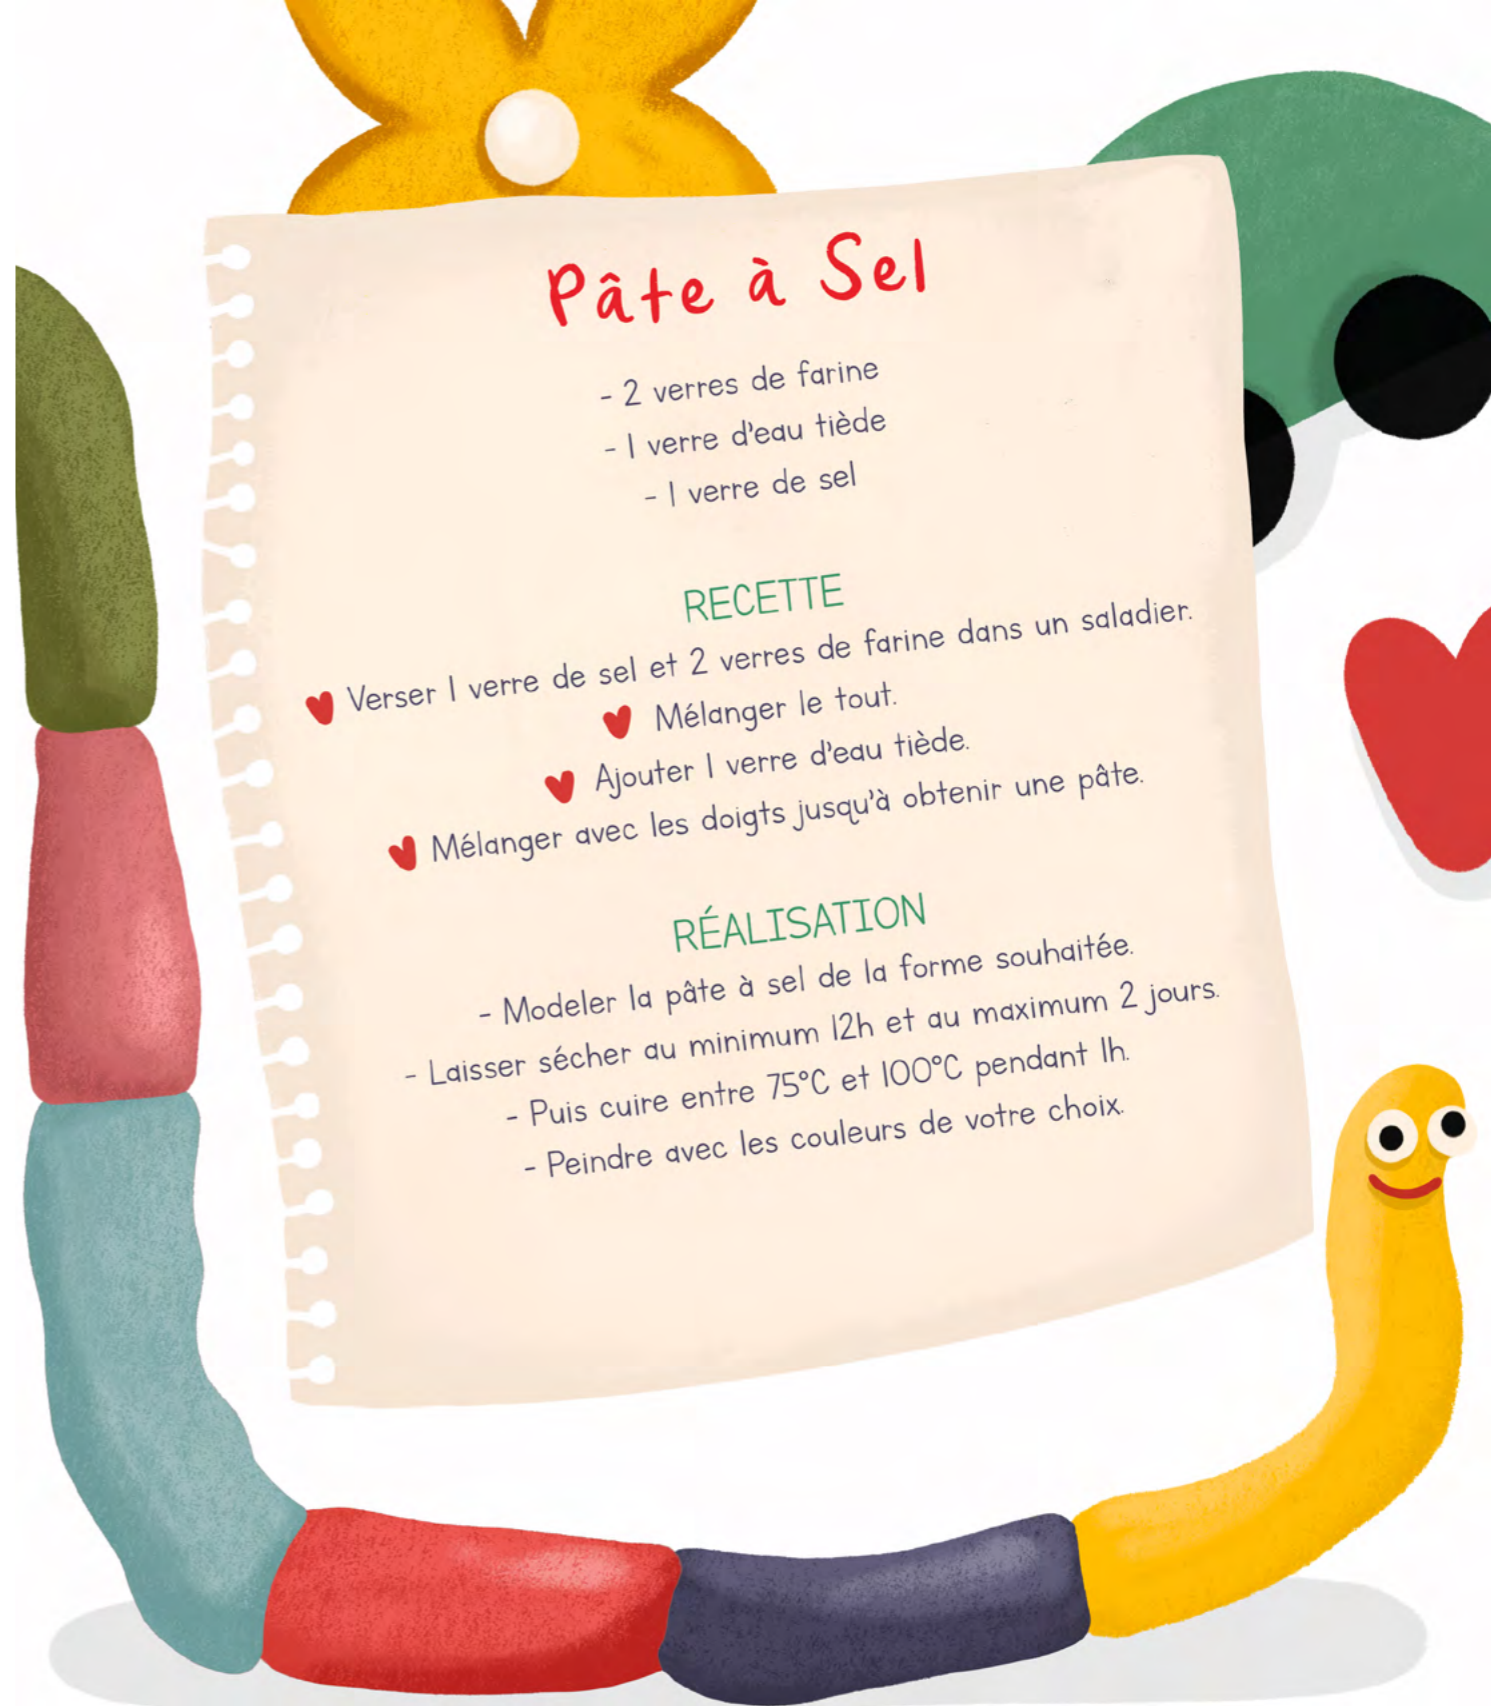 Pâte à Sel
- 2 verres de farine
- 1 verre d'eau tiède
- 1 verre de sel
RECETTE
Verser 1 verre de sel et 2 verres de farine dans un saladier.
Mélanger le tout.
Ajouter 1 verre d'eau tiède.
Mélanger avec les doigts jusqu'à obtenir une pâte.
RÉALISATION
- Modeler la pâte à sel de la forme souhaitée.
- Laisser sécher au minimum 12h et au maximum 2 jours.
- Puis cuire entre 75°C et 100°C pendant 1h.
- Peindre avec les couleurs de votre choix.